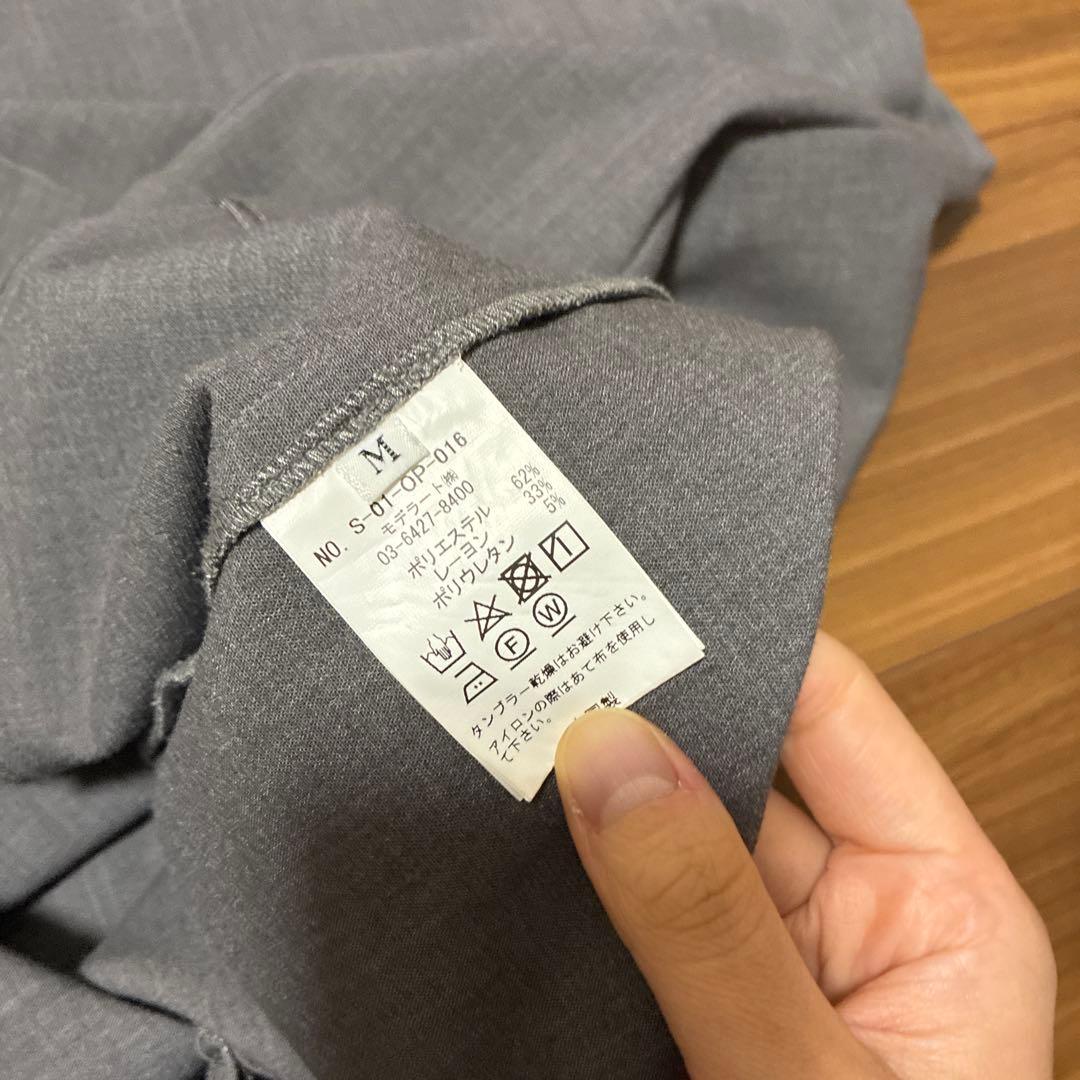 M
NO. S-01-OP-016
モデラート㈱
03-6427-8400
ポリエステル 62%
レーヨン 33%
ポリウレタン 5%
F W
タンブラー乾燥はお避け下さい。
アイロンの際はあて布を使用し
て下さい。
製